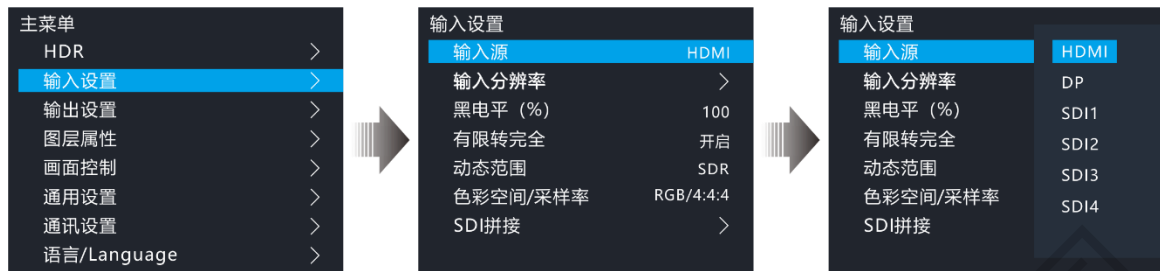 主菜单
HDR >
输入设置 >
输出设置 >
图层属性 >
画面控制 >
通用设置 >
通讯设置 >
语言/Language >
输入设置
输入源 HDMI
输入分辨率 >
黑电平（%） 100
有限转完全 开启
动态范围 SDR
色彩空间/采样率 RGB/4:4:4
SDI拼接 >
输入设置
输入源
输入分辨率
黑电平（%）
有限转完全
动态范围
色彩空间/采样率
SDI拼接
HDMI
DP
SDI1
SDI2
SDI3
SDI4